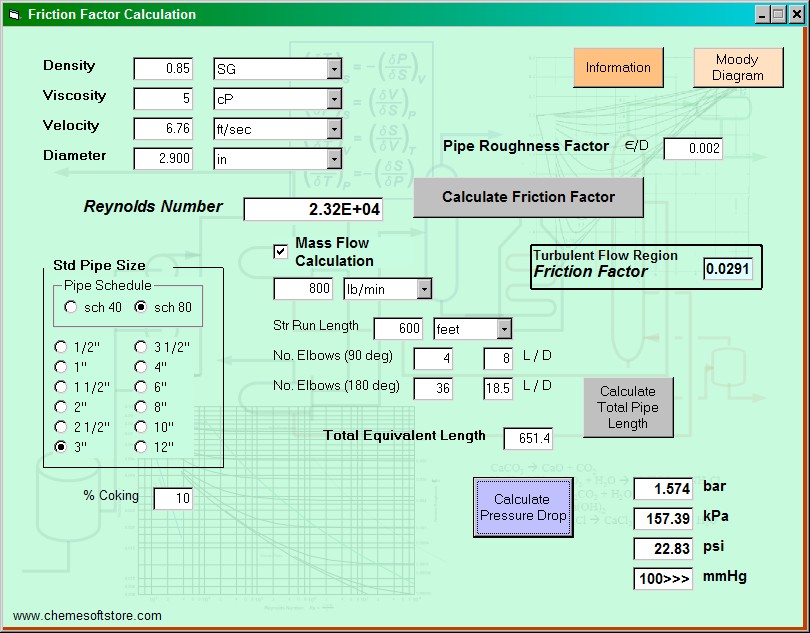 Friction Factor Calculation
Density 0.85 SG
Viscosity 5 cP
Velocity 6.76 ft/sec
Diameter 2.900 in
Information
Moody
Diagram
Pipe Roughness Factor ∈/D 0.002
Reynolds Number 2.32E+04
Calculate Friction Factor
Mass Flow
Calculation
800 lb/min
Turbulent Flow Region
Friction Factor 0.0291
Std Pipe Size
Pipe Schedule
sch 40 sch 80
1/2" 3 1/2"
1" 4"
1 1/2" 6"
2" 8"
2 1/2" 10"
3" 12"
Str Run Length 600 feet
No. Elbows (90 deg) 4 8 L / D
No. Elbows (180 deg) 36 18.5 L / D
Calculate
Total Pipe
Length
Total Equivalent Length 651.4
% Coking 10
Calculate
Pressure Drop
1.574 bar
157.39 kPa
22.83 psi
100>>> mmHg
www.chemesoftstore.com